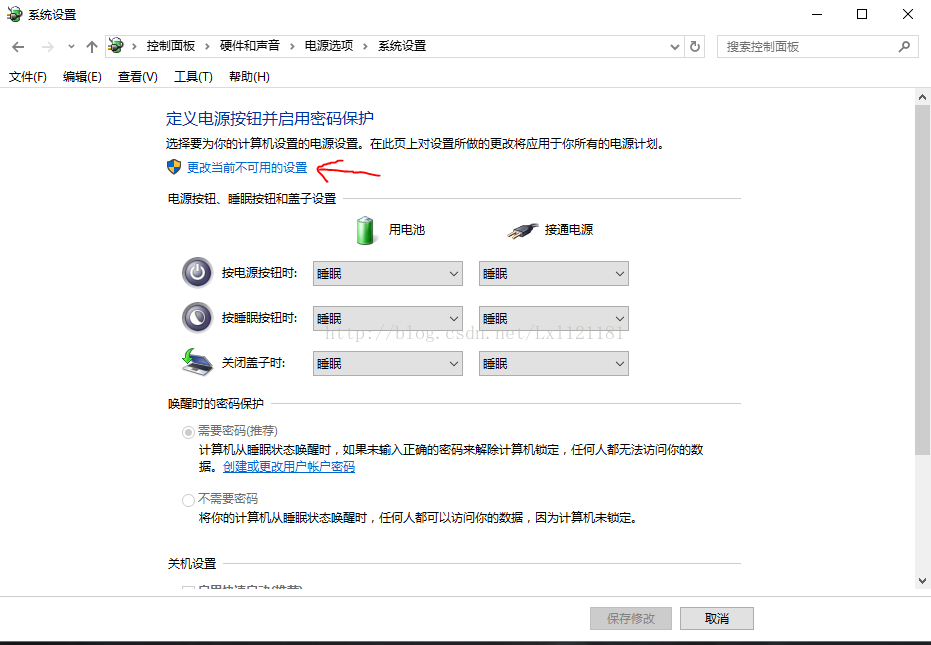 系统设置
控制面板 硬件和声音 电源选项 系统设置
搜索控制面板
文件(F) 编辑(E) 查看(V) 工具(T) 帮助(H)
定义电源按钮并启用密码保护
选择要为你的计算机设置的电源设置。在此页上对设置所做的更改将应用于你所有的电源计划。
更改当前不可用的设置
电源按钮、睡眠按钮和盖子设置
用电池 接通电源
按电源按钮时: 睡眠 睡眠
按睡眠按钮时: 睡眠 睡眠
http://blog.csdn.net/Lxl121181
关闭盖子时: 睡眠 睡眠
唤醒时的密码保护
需要密码(推荐)
计算机从睡眠状态唤醒时，如果未输入正确的密码来解除计算机锁定，任何人都无法访问你的数
据。创建或更改用户帐户密码
不需要密码
将你的计算机从睡眠状态唤醒时，任何人都可以访问你的数据，因为计算机未锁定。
关机设置
启用快速启动(推荐)
保存修改 取消